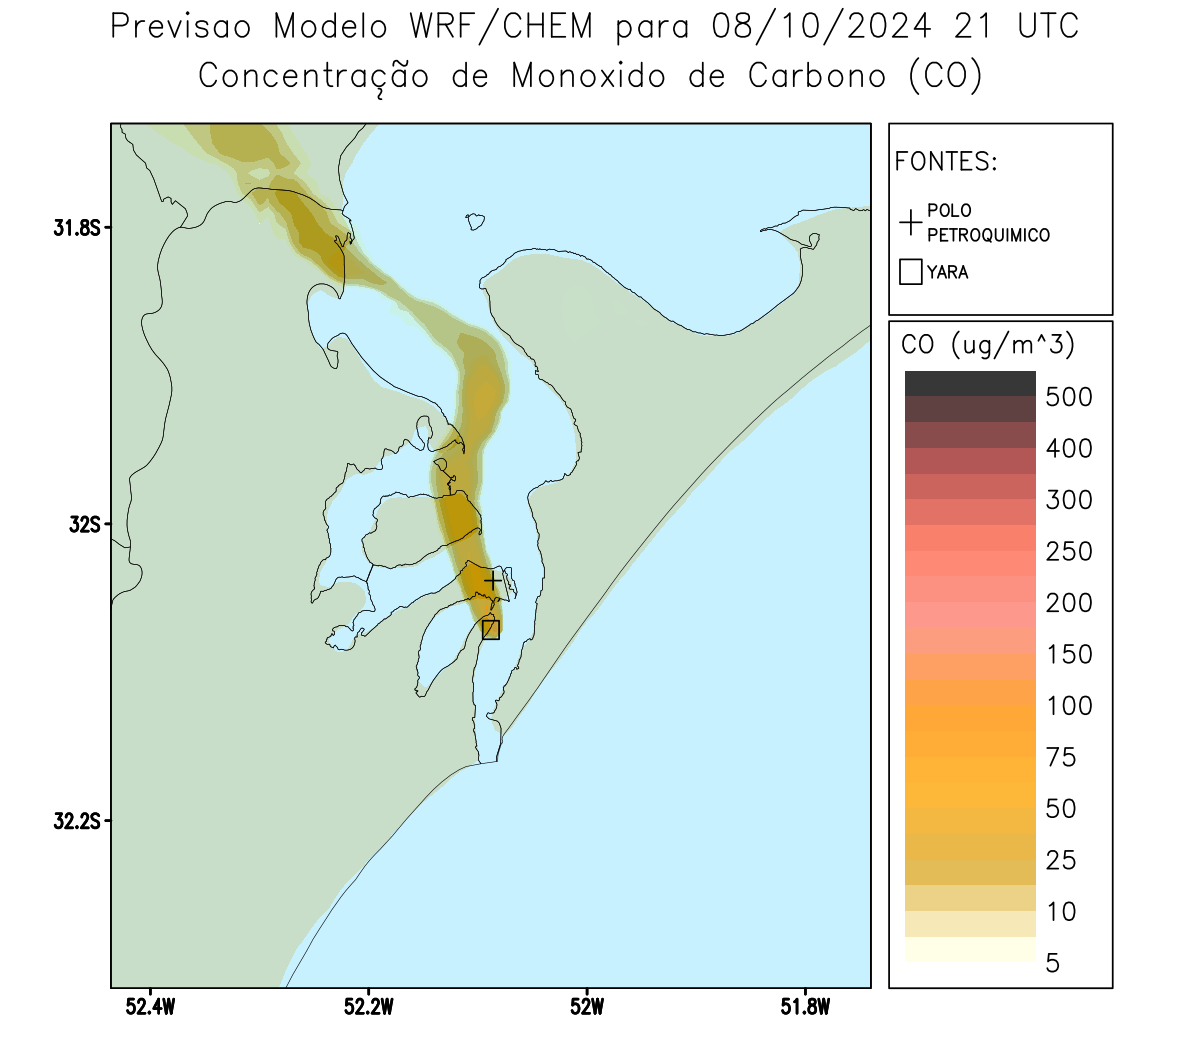 Previsao Modelo WRF/CHEM para 08/10/2024 21 UTC
Concentração de Monoxido de Carbono (CO)
FONTES:
POLO
PETROQUIMICO
YARA
CO (ug/m^3)
500
400
300
250
200
150
100
75
50
25
10
5
31.8S
32S
32.2S
52.4W
52.2W
52W
51.8W